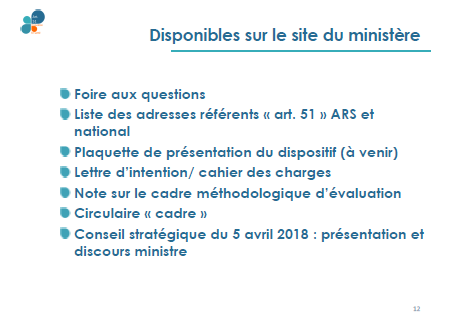 Disponibles sur le site du ministère
Foire aux questions
Liste des adresses référents « art. 51 » ARS et
national
Plaquette de présentation du dispositif (à venir)
Lettre d'intention/ cahier des charges
Note sur le cadre méthodologique d'évaluation
Circulaire « cadre »
Conseil stratégique du 5 avril 2018 : présentation et
discours ministre
12